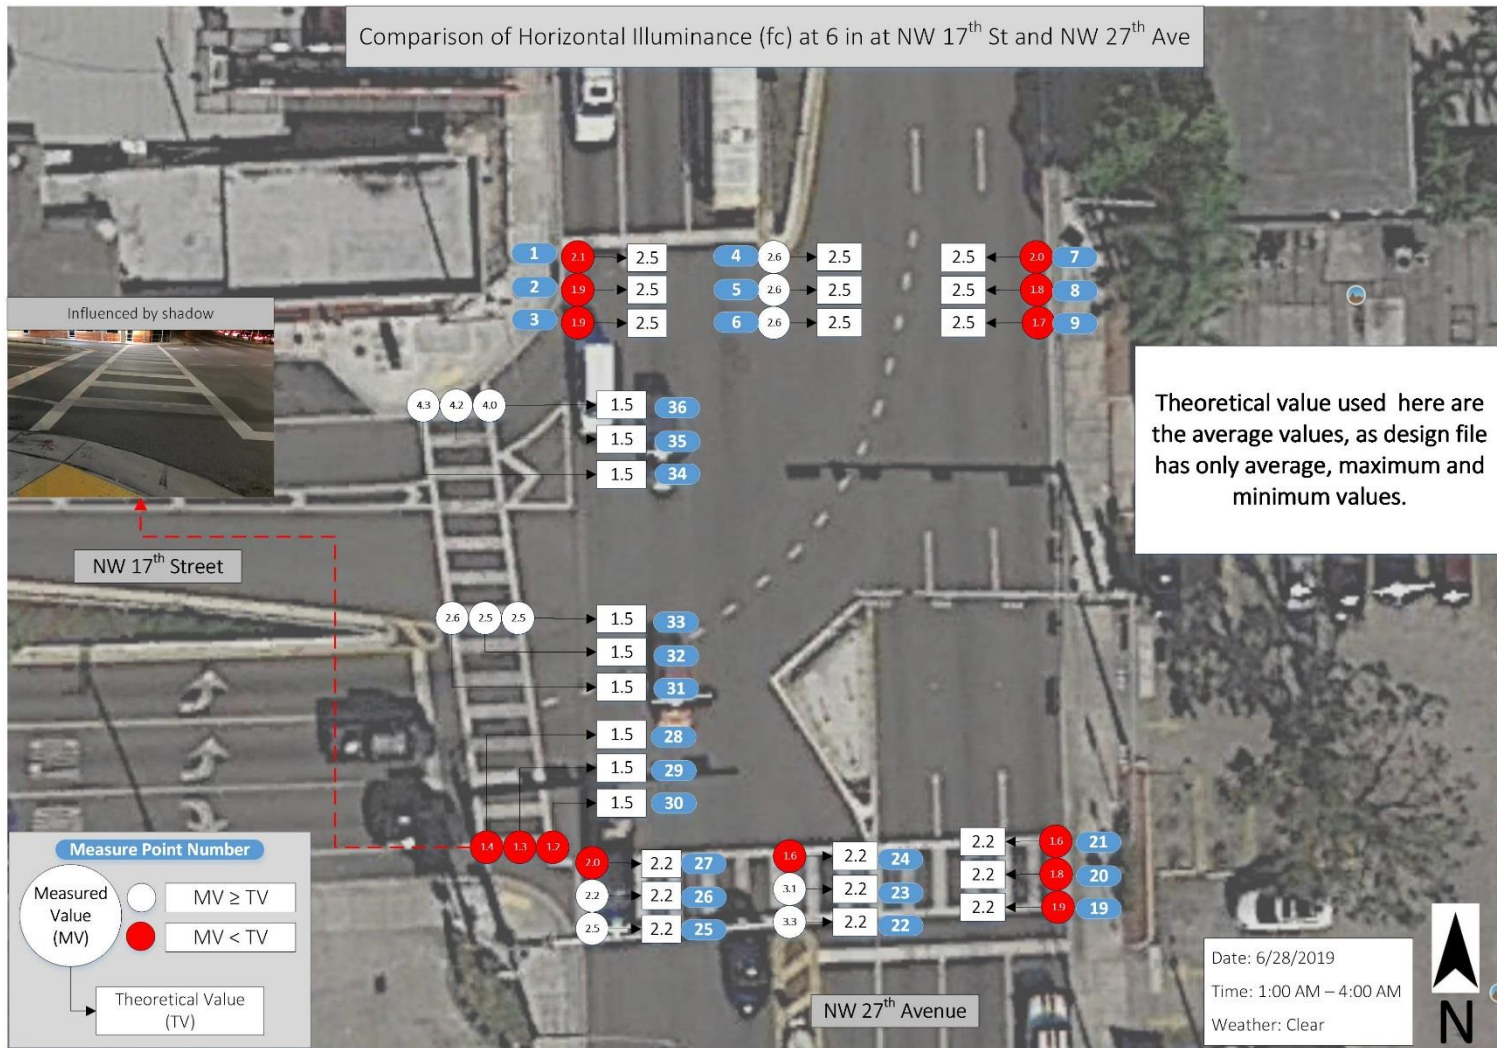 Comparison of Horizontal Illuminance (fc) at 6 in at NW 17th St and NW 27th Ave
1 2.1 2.5 4 2.6 2.5 2.5 2.0 7
2 1.9 2.5 5 2.6 2.5 2.5 1.8 8
3 1.9 2.5 6 2.6 2.5 2.5 1.7 9
Influenced by shadow
4.3 4.2 4.0 1.5 36
1.5 35
1.5 34
Theoretical value used here are
the average values, as design file
has only average, maximum and
minimum values.
NW 17th Street
2.6 2.5 2.5 1.5 33
1.5 32
1.5 31
1.5 28
1.5 29
1.5 30
1.4 1.3 1.2
2.0 2.2 27 1.6 2.2 24 2.2 1.6 21
2.2 2.2 26 3.1 2.2 23 2.2 1.8 20
2.5 2.2 25 3.3 2.2 22 2.2 1.9 19
Measure Point Number
Measured
Value
(MV)
MV ≥ TV
MV < TV
Theoretical Value
(TV)
NW 27th Avenue
Date: 6/28/2019
Time: 1:00 AM – 4:00 AM
Weather: Clear
N